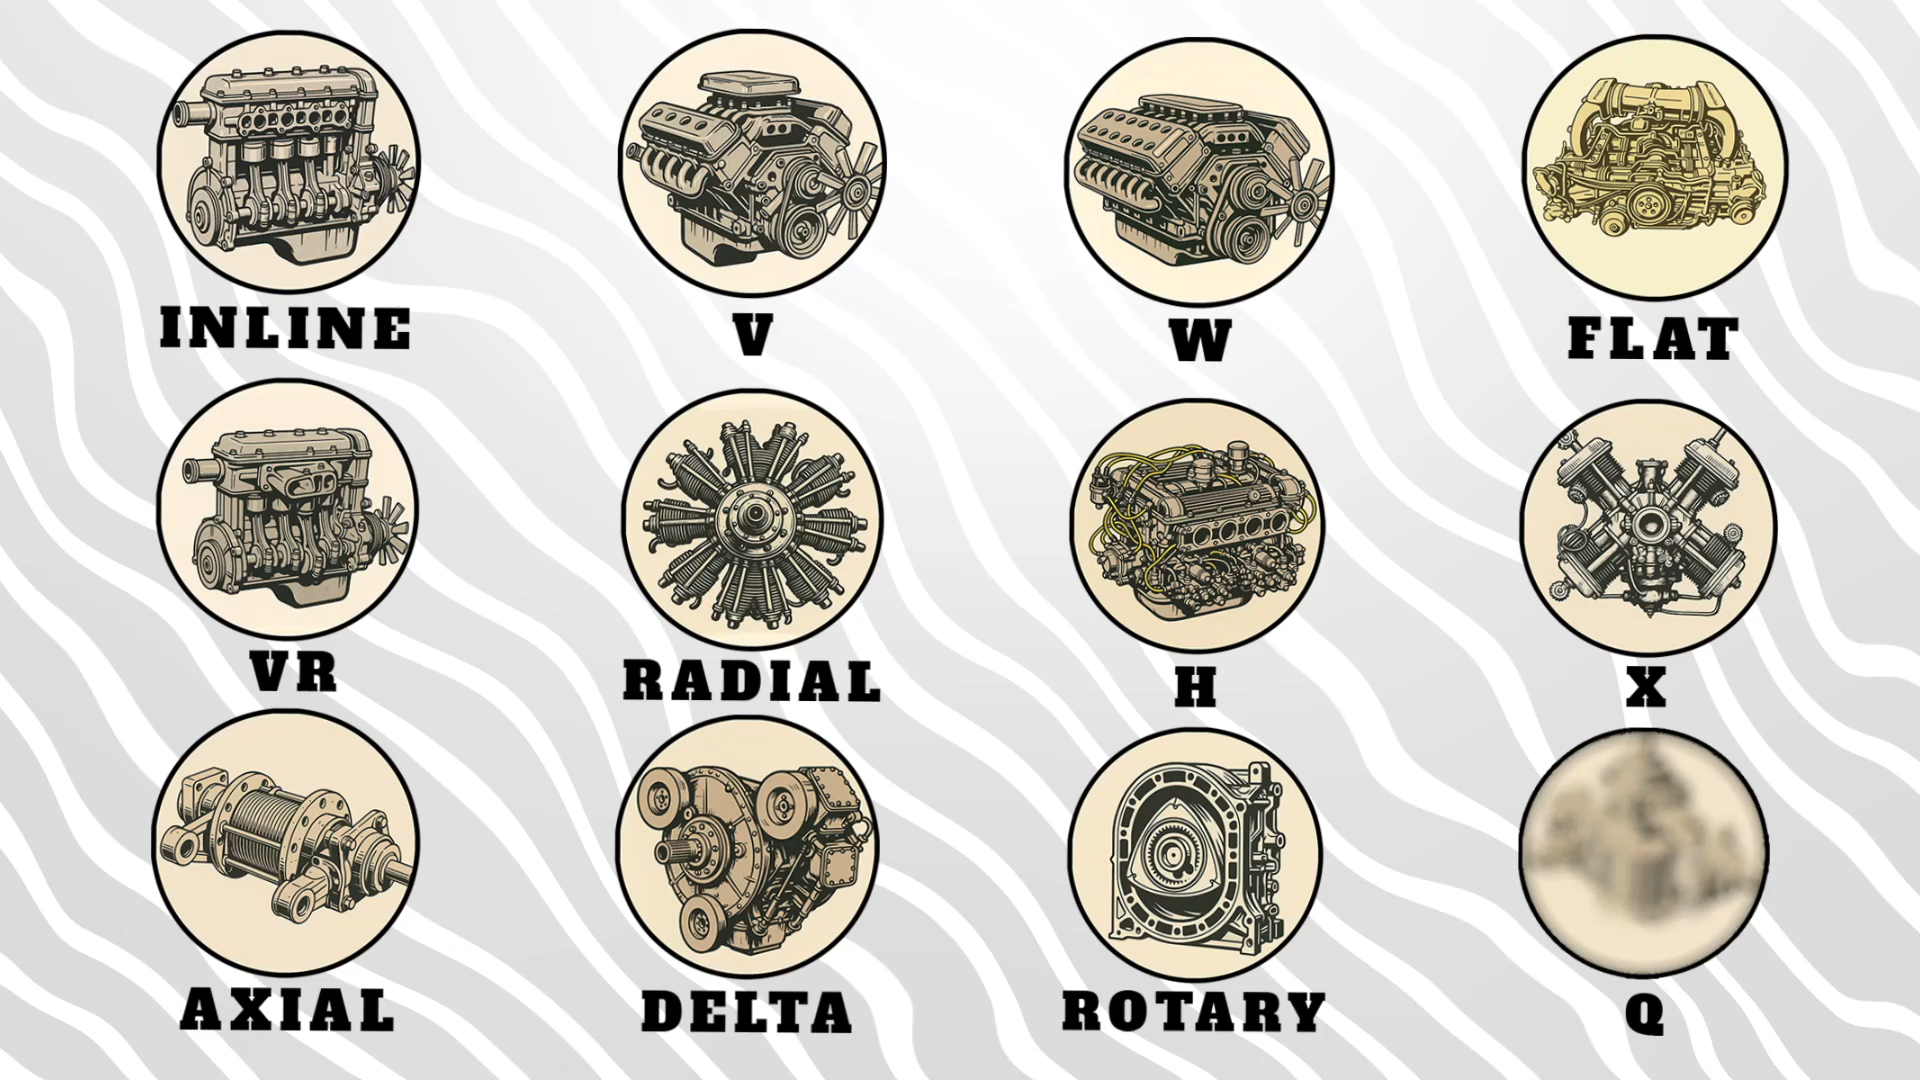 INLINE
V
W
FLAT
VR
RADIAL
H
X
AXIAL
DELTA
ROTARY
Q